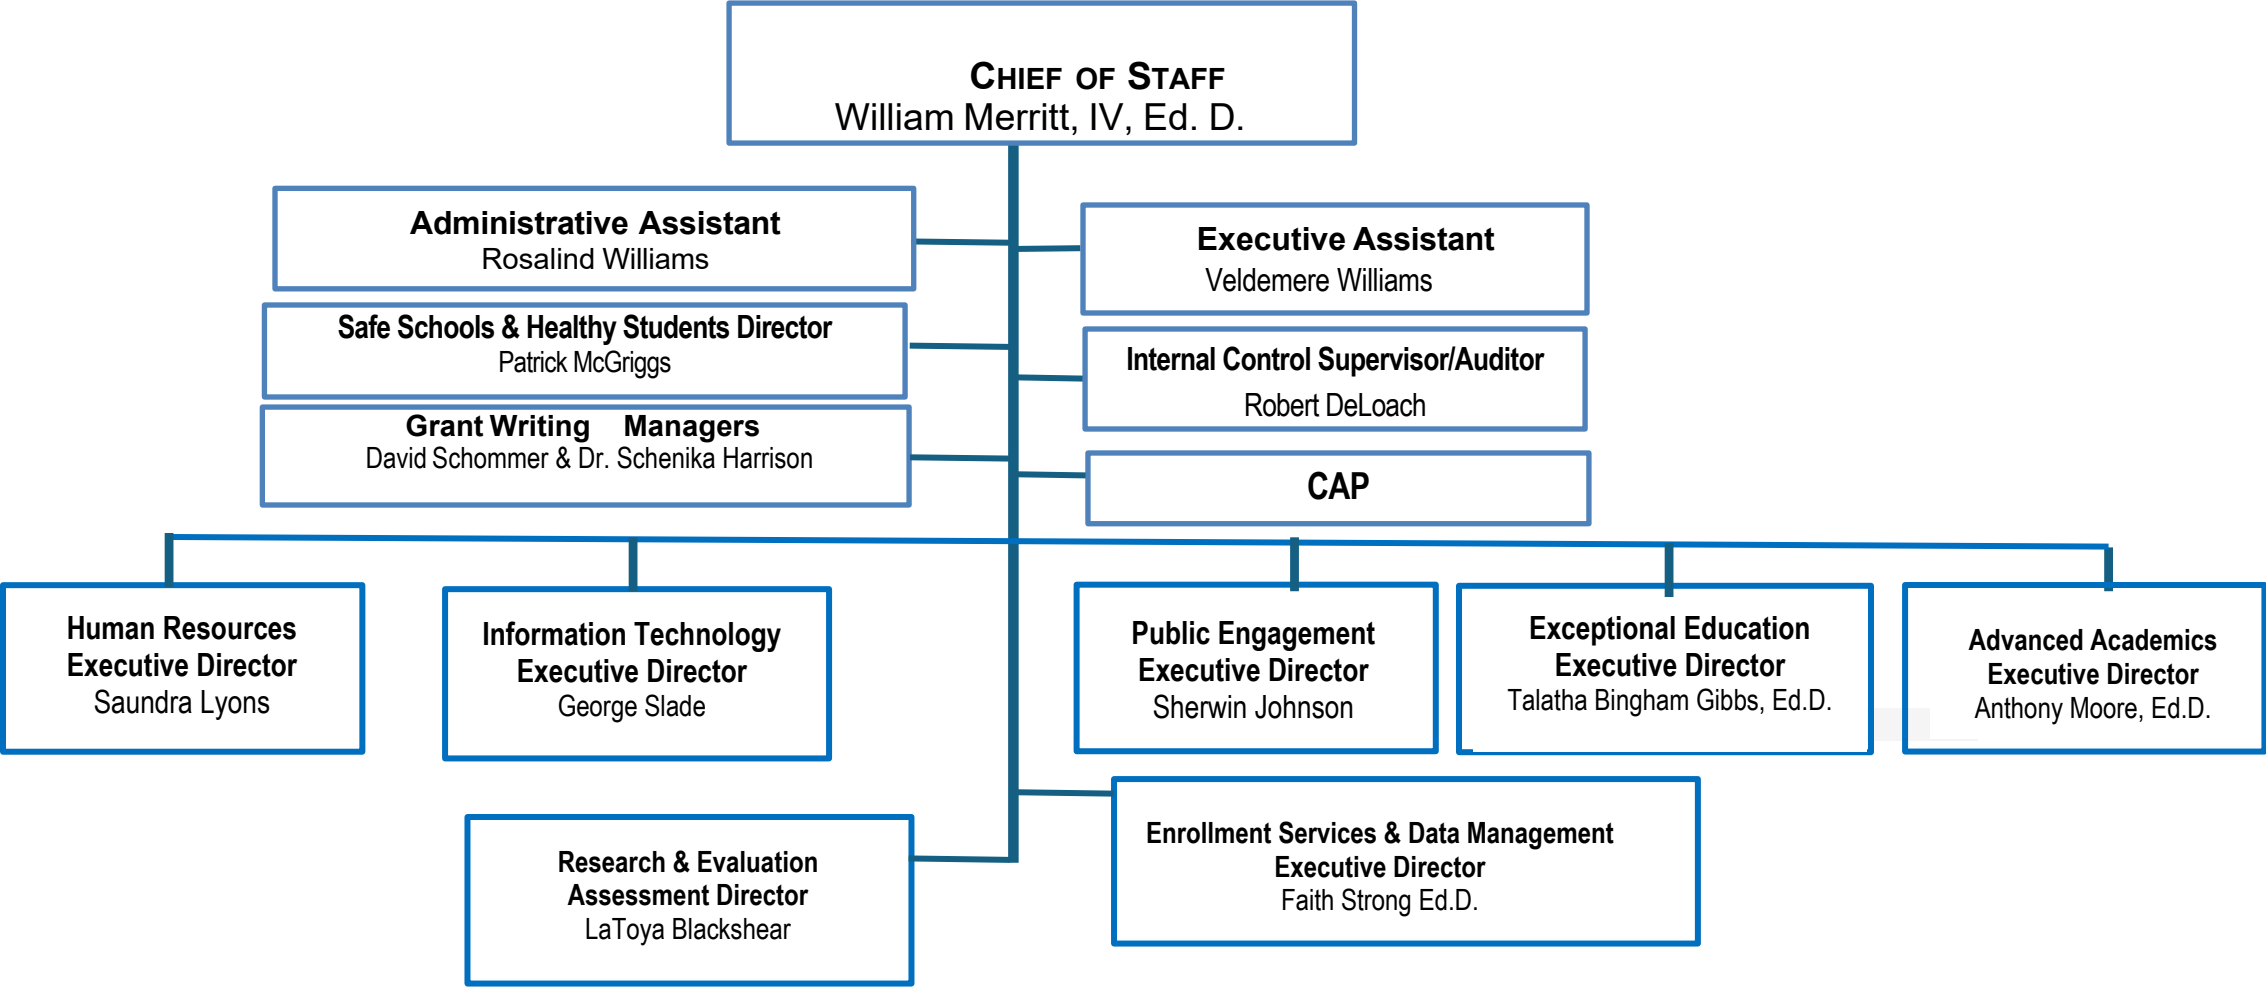 CHIEF OF STAFF
William Merritt, IV, Ed. D.
Administrative Assistant
Rosalind Williams
Executive Assistant
Veldemere Williams
Safe Schools & Healthy Students Director
Patrick McGriggs
Internal Control Supervisor/Auditor
Robert DeLoach
Grant Writing Managers
David Schommer & Dr. Schenika Harrison
CAP
Human Resources
Executive Director
Saundra Lyons
Information Technology
Executive Director
George Slade
Public Engagement
Executive Director
Sherwin Johnson
Exceptional Education
Executive Director
Talatha Bingham Gibbs, Ed.D.
Advanced Academics
Executive Director
Anthony Moore, Ed.D.
Research & Evaluation
Assessment Director
LaToya Blackshear
Enrollment Services & Data Management
Executive Director
Faith Strong Ed.D.